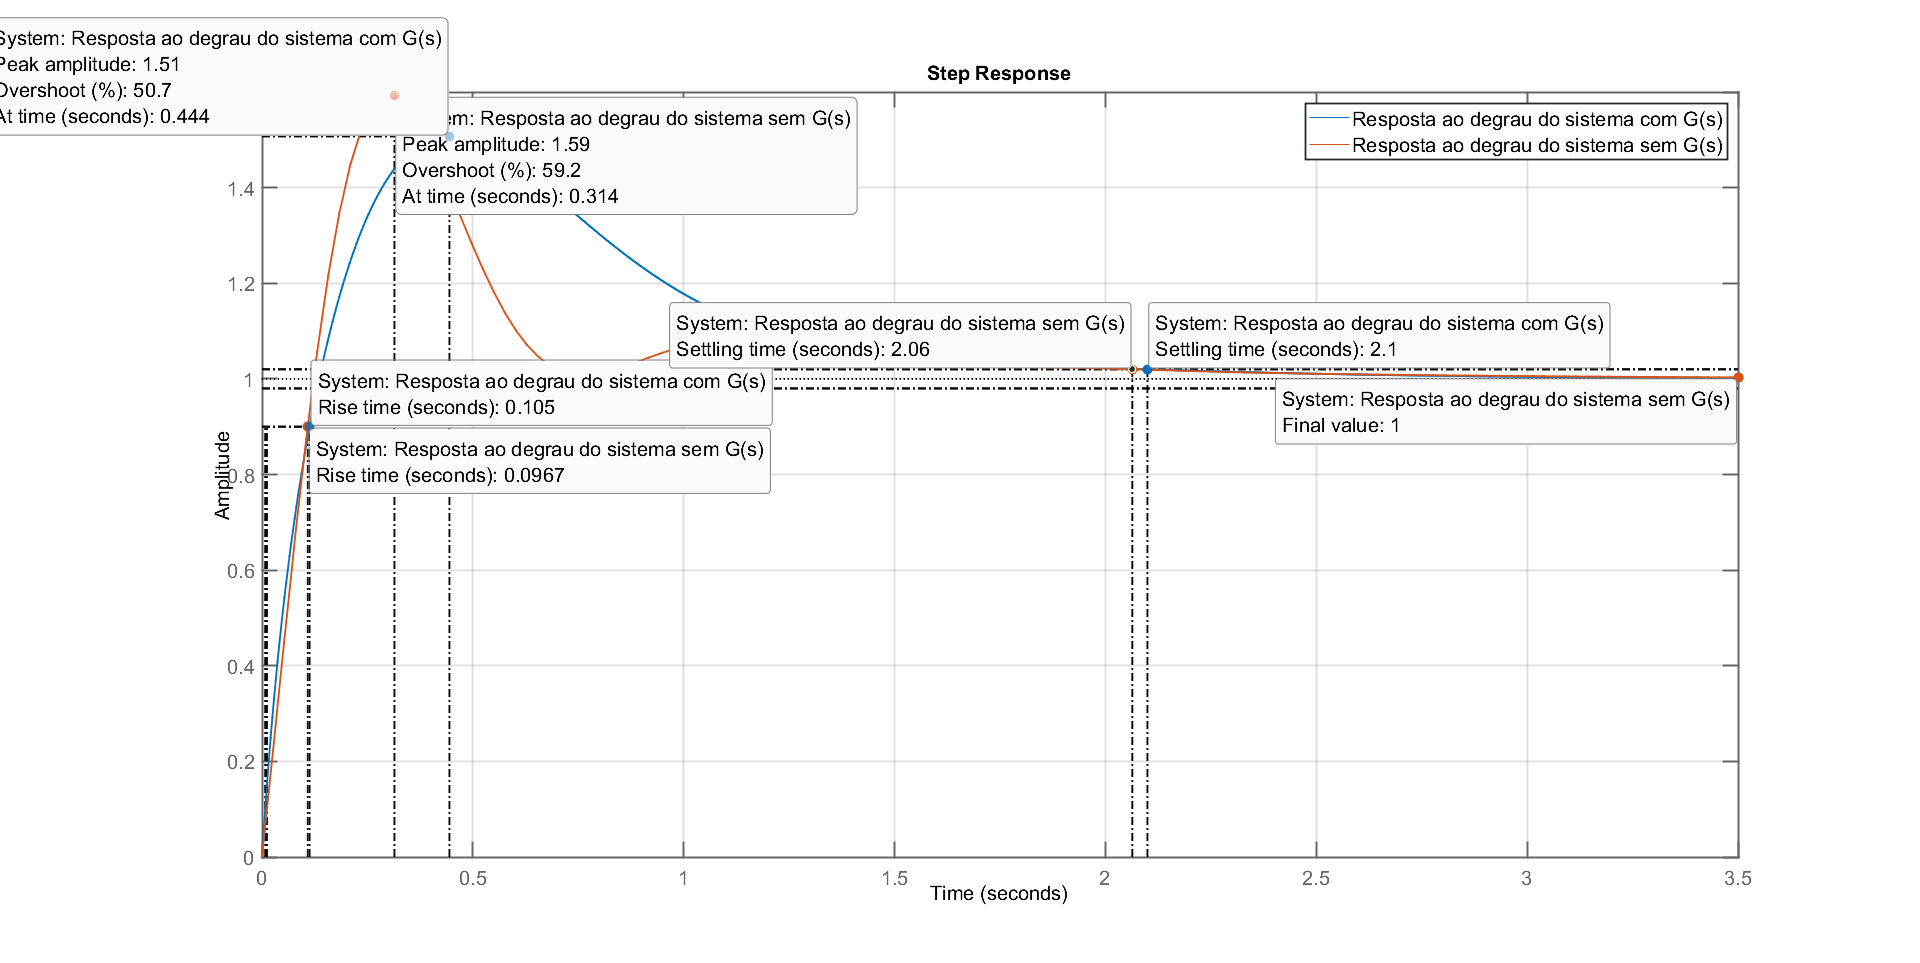 System: Resposta ao degrau do sistema com G(s)
Peak amplitude: 1.51
Overshoot (%): 50.7
At time (seconds): 0.444
Step Response
em: Resposta ao degrau do sistema sem G(s)
Peak amplitude: 1.59
Overshoot (%): 59.2
At time (seconds): 0.314
Resposta ao degrau do sistema com G(s)
Resposta ao degrau do sistema sem G(s)
System: Resposta ao degrau do sistema sem G(s)
Settling time (seconds): 2.06
System: Resposta ao degrau do sistema com G(s)
Settling time (seconds): 2.1
System: Resposta ao degrau do sistema com G(s)
Rise time (seconds): 0.105
System: Resposta ao degrau do sistema sem G(s)
Final value: 1
System: Resposta ao degrau do sistema sem G(s)
Rise time (seconds): 0.0967
Amplitude
1.4
1.2
1
0.8
0.6
0.4
0.2
0
0 0.5 1 1.5 2 2.5 3 3.5
Time (seconds)